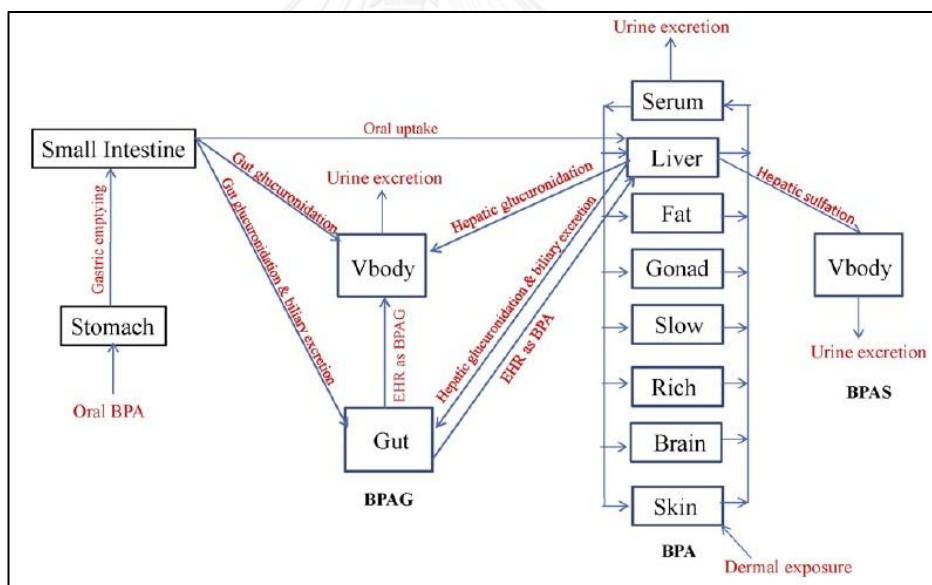 Urine excretion
Serum
Small Intestine
Oral uptake
Liver
Gut glucuronidation
Gut glucuronidation & biliary excretion
Urine excretion
Hepatic glucuronidation
Hepatic glucuronidation & biliary excretion
EHR as BPA
Hepatic sulfation
Gastric emptying
Fat
Vbody
Vbody
Gonad
Stomach
Slow
EHR as BPAG
Urine excretion
Oral BPA
Rich
BPAS
Gut
Brain
BPAG
Skin
BPA
Dermal exposure